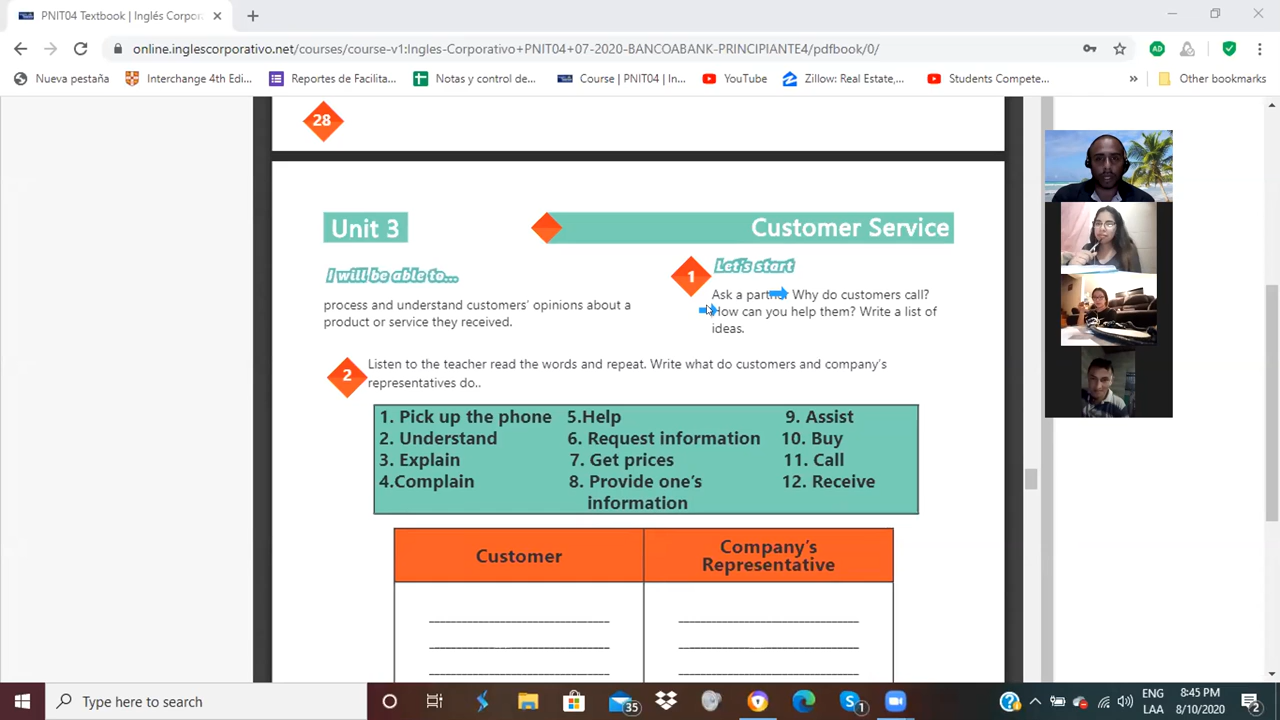 PNIT04 Textbook | Inglés Corpor
online.inglescorporativo.net/courses/course-v1:Ingles-Corporativo+PNIT04+07-2020-BANCOABANK-PRINCIPIANTE4/pdfbook/0/
Nueva pestaña
Interchange 4th Edi...
Reportes de Facilita...
Notas y control de...
Course | PNIT04 | In...
YouTube
Zillow: Real Estate,...
Students Compete...
»
Other bookmarks
28
Unit 3
Customer Service
I will be able to...
process and understand customers' opinions about a
product or service they received.
1
Let's start
Ask a partner Why do customers call?
How can you help them? Write a list of
ideas.
2
Listen to the teacher read the words and repeat. Write what do customers and company's
representatives do..
1. Pick up the phone 5.Help 9. Assist
2. Understand 6. Request information 10. Buy
3. Explain 7. Get prices 11. Call
4.Complain 8. Provide one's 12. Receive
information
Customer
Company's
Representative
Type here to search
35
1
ENG
LAA
8:45 PM
8/10/2020
2